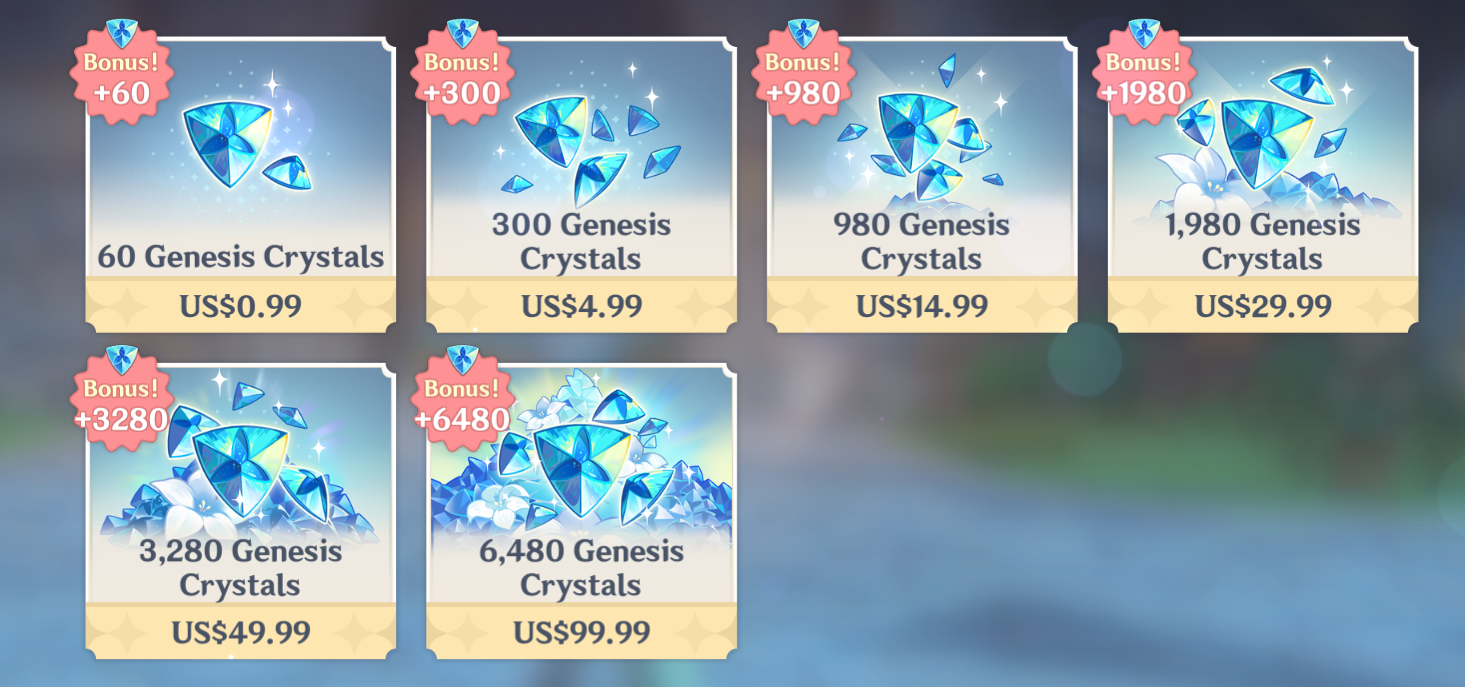 Bonus!
+60
60 Genesis Crystals
US$0.99
Bonus!
+300
300 Genesis
Crystals
US$4.99
Bonus!
+980
980 Genesis
Crystals
US$14.99
Bonus!
+1980
1,980 Genesis
Crystals
US$29.99
Bonus!
+3280
3,280 Genesis
Crystals
US$49.99
Bonus!
+6480
6,480 Genesis
Crystals
US$99.99